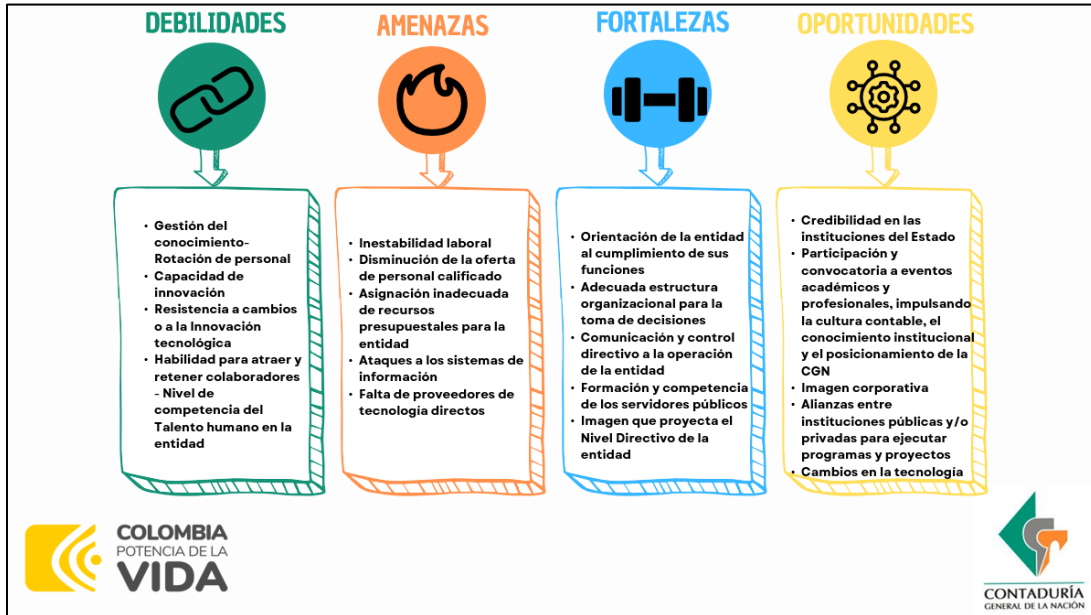 DEBILIDADES
• Gestión del
conocimiento-
Rotación de personal
• Capacidad de
innovación
• Resistencia a cambios
o a la Innovación
tecnológica
• Habilidad para atraer y
retener colaboradores
- Nivel de
competencia del
Talento humano en la
entidad
AMENAZAS
• Inestabilidad laboral
• Disminución de la oferta
de personal calificado
• Asignación inadecuada
de recursos
presupuestales para la
entidad
• Ataques a los sistemas de
información
• Falta de proveedores de
tecnología directos
FORTALEZAS
• Orientación de la entidad
al cumplimiento de sus
funciones
• Adecuada estructura
organizacional para la
toma de decisiones
• Comunicación y control
directivo a la operación
de la entidad
• Formación y competencia
de los servidores públicos
• Imagen que proyecta el
Nivel Directivo de la
entidad
OPORTUNIDADES
• Credibilidad en las
instituciones del Estado
• Participación y
convocatoria a eventos
académicos y
profesionales, impulsando
la cultura contable, el
conocimiento institucional
y el posicionamiento de la
CGN
• Imagen corporativa
• Alianzas entre
instituciones públicas y/o
privadas para ejecutar
programas y proyectos
• Cambios en la tecnología
COLOMBIA
POTENCIA DE LA
VIDA
CONTADURÍA
GENERAL DE LA NACIÓN